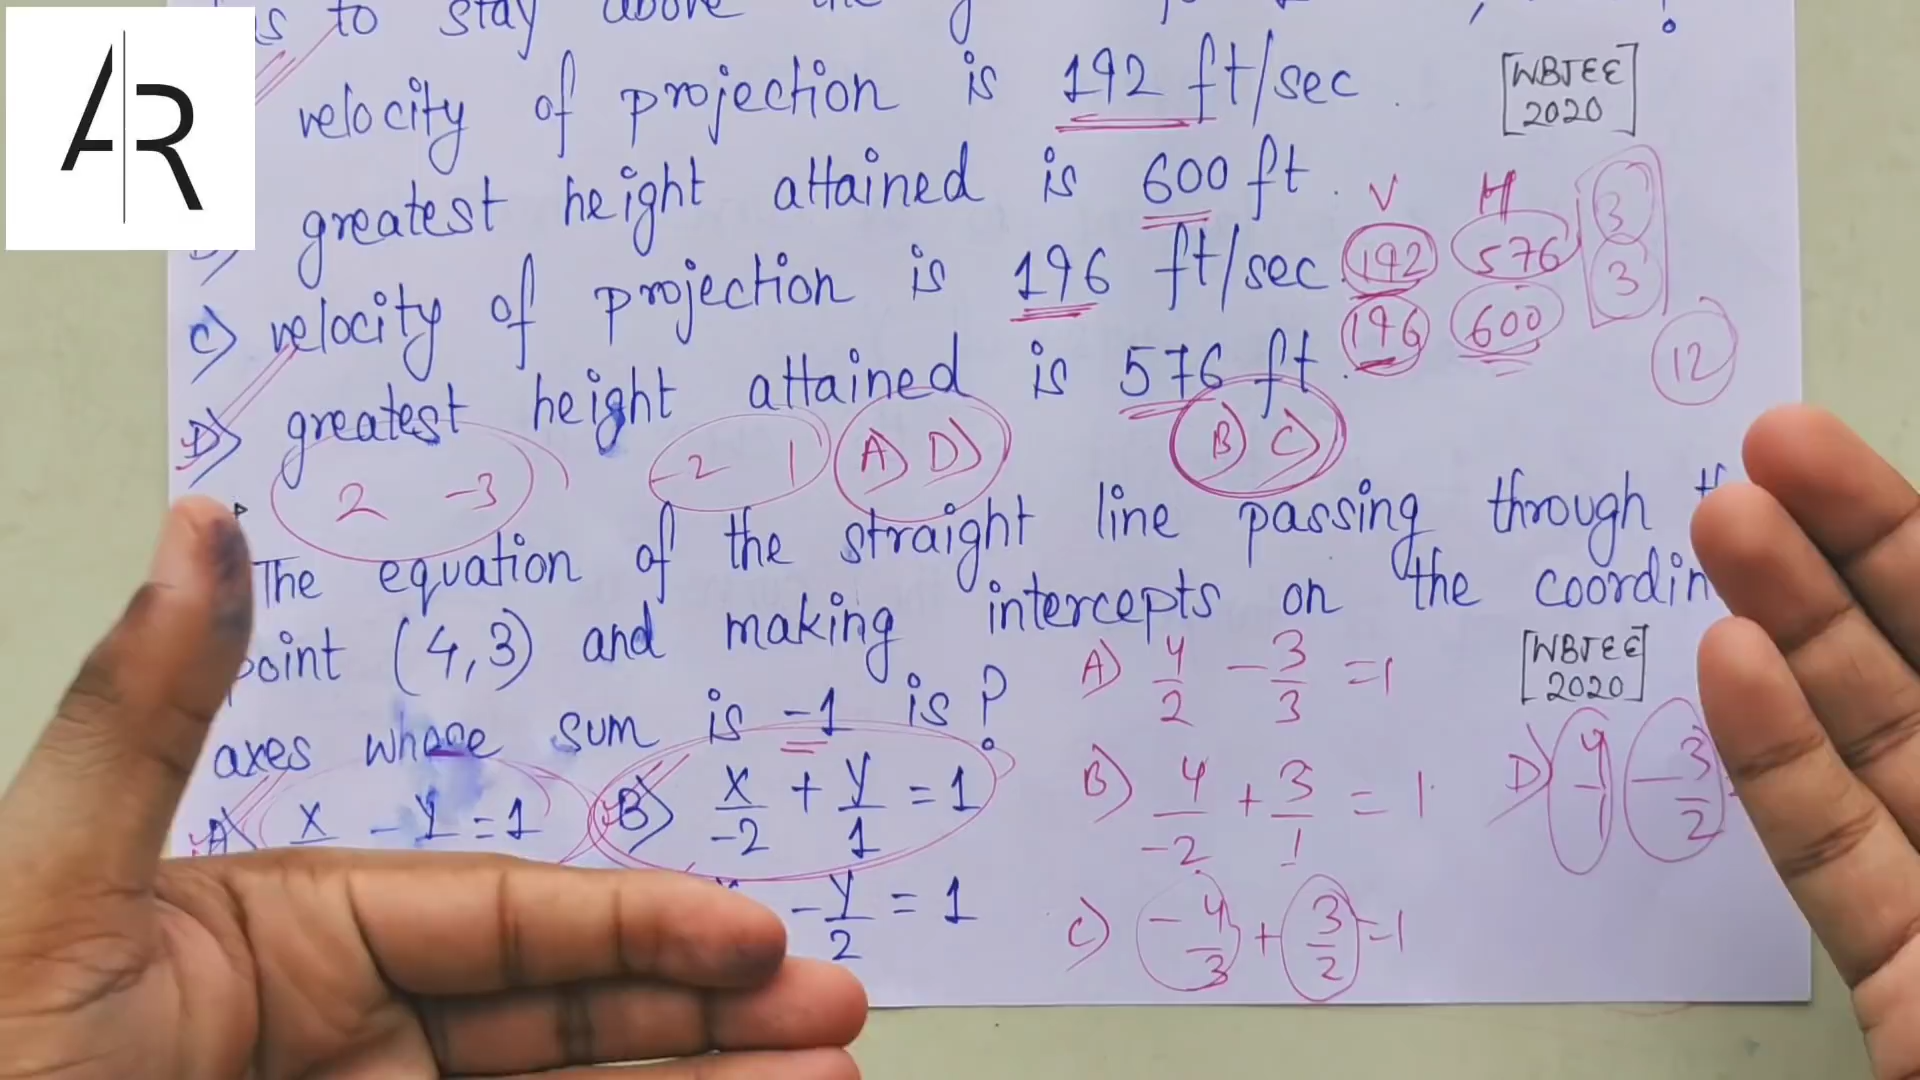 AR
to stay above the
velocity of projection is 192 ft/sec.
[WBJEE 2020]
greatest height attained is 600 ft.
V H
192 576 3
C) velocity of projection is 196 ft/sec
3
196 600
12
D) greatest height attained is 576 ft.
2 -3 -2 1 A) D) B) C)
The equation of the straight line passing through
point (4,3) and making intercepts on the coordin
axes whose sum is -1 is?
[WBJEE 2020]
A) 4/2 - 3/3 = 1
A) x - y = 1 B) x/-2 + y/1 = 1
B) 4/-2 + 3/1 = 1 D) 4/1 - 3/2
- y/2 = 1
C) -4/3 + 3/2 = 1